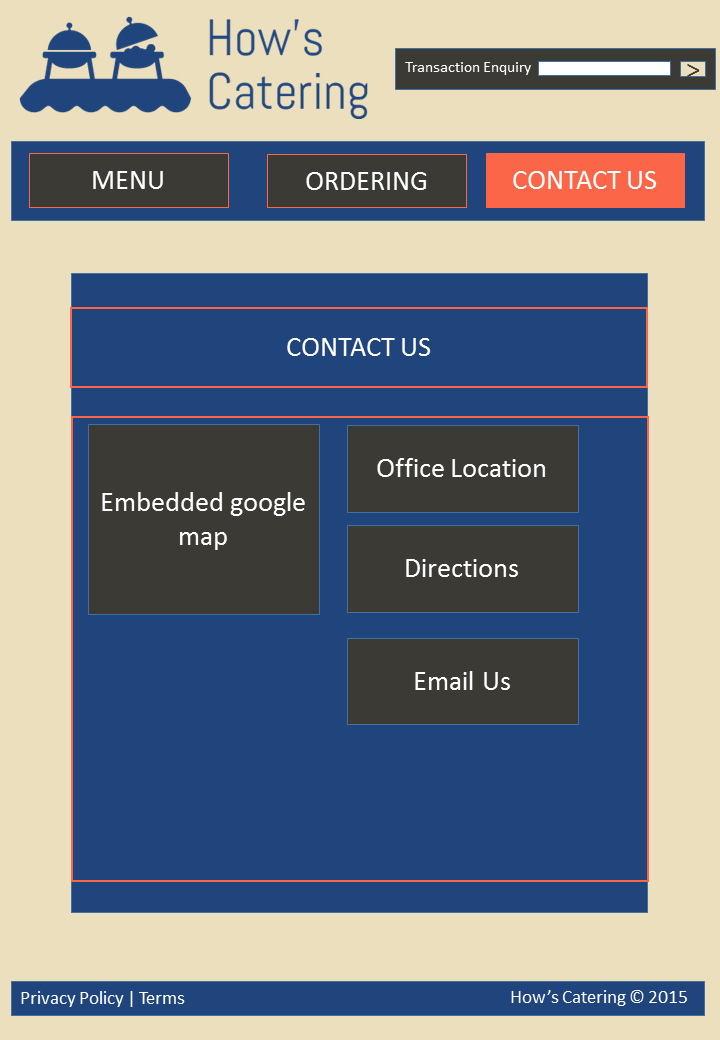 How's
Catering
Transaction Enquiry
>
MENU
ORDERING
CONTACT US
CONTACT US
Embedded google
map
Office Location
Directions
Email Us
Privacy Policy | Terms
How’s Catering © 2015